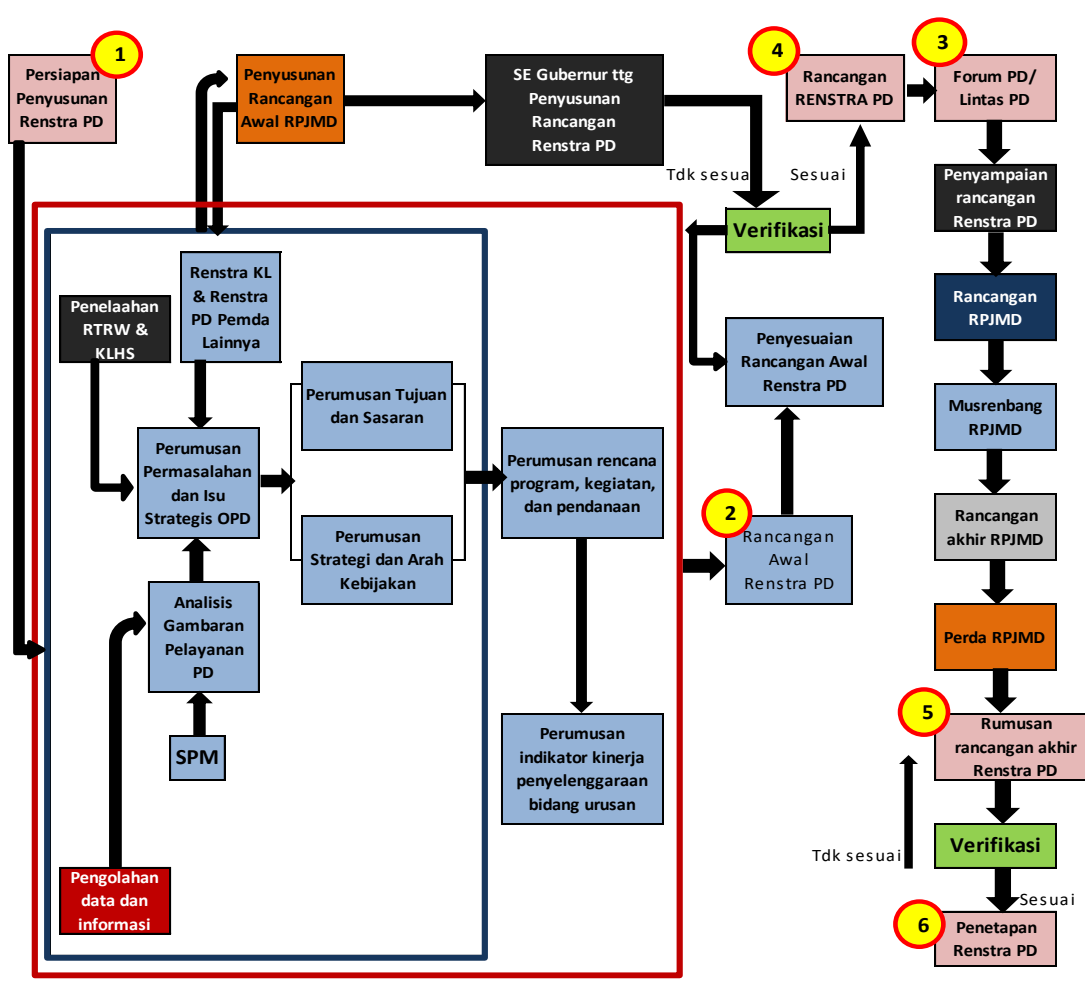 1
Persiapan
Penyusunan
Renstra PD
Penyusunan
Rancangan
Awal RPJMD
SE Gubernur ttg
Penyusunan
Rancangan
Renstra PD
4
Rancangan
RENSTRA PD
3
Forum PD/
Lintas PD
Tdk sesuai
Sesuai
Verifikasi
Penyampaian
rancangan
Renstra PD
Renstra KL
& Renstra
PD Pemda
Lainnya
Penelaahan
RTRW &
KLHS
Rancangan
RPJMD
Penyesuaian
Rancangan Awal
Renstra PD
Perumusan Tujuan
dan Sasaran
Musrenbang
RPJMD
Perumusan
Permasalahan
dan Isu
Strategis OPD
Perumusan rencana
program, kegiatan,
dan pendanaan
2
Rancangan
Awal
Renstra PD
Rancangan
akhir RPJMD
Perumusan
Strategi dan Arah
Kebijakan
Analisis
Gambaran
Pelayanan
PD
Perda RPJMD
SPM
Perumusan
indikator kinerja
penyelenggaraan
bidang urusan
5
Rumusan
rancangan akhir
Renstra PD
Tdk sesuai
Verifikasi
Sesuai
Pengolahan
data dan
informasi
6
Penetapan
Renstra PD